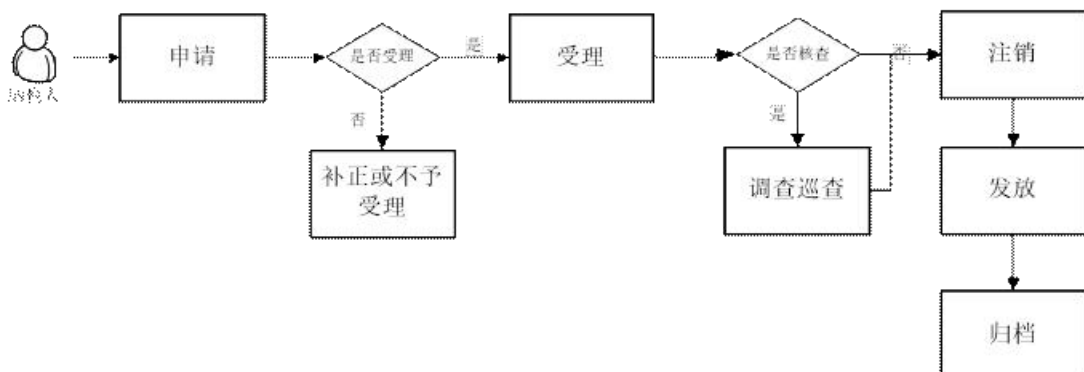 申请
是否受理
是
受理
是否核查
否
注销
否
是
补正或不予
受理
调查巡查
发放
归档